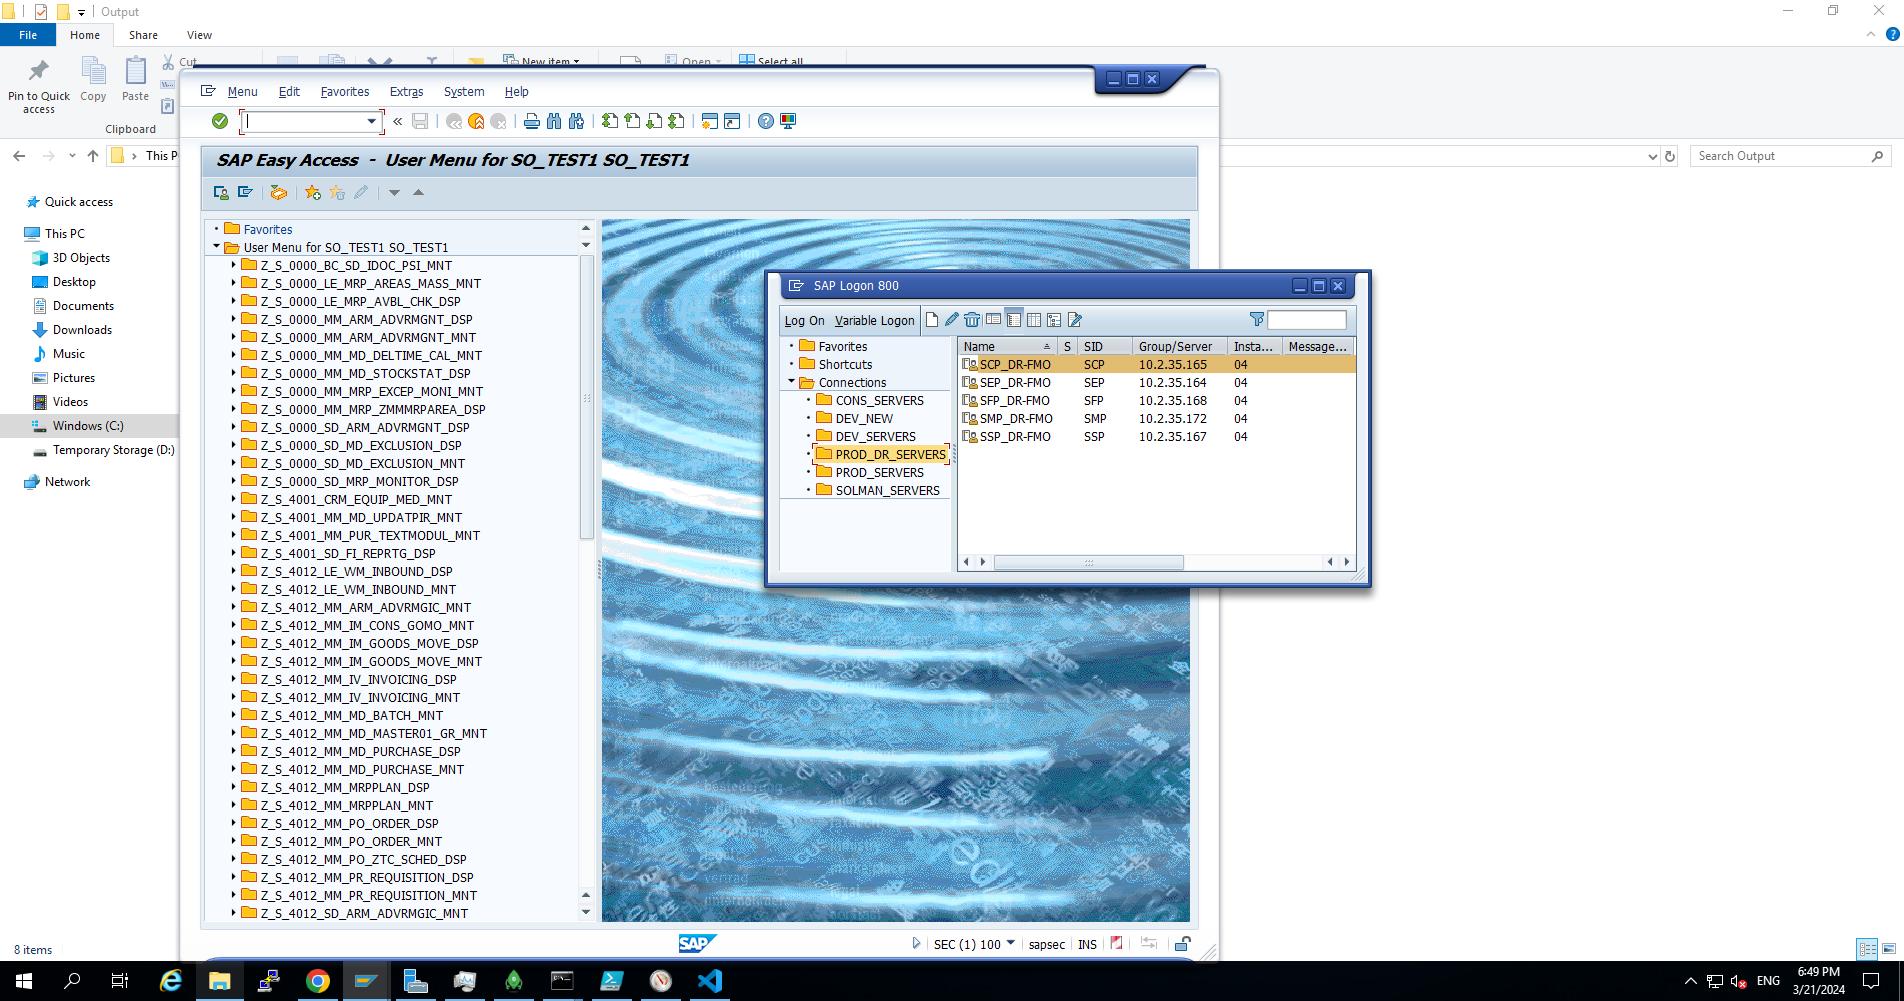 Output
File
Home
Share
View
Cut
New item
Open
Select all
Pin to Quick access
Copy
Paste
Clipboard
This P
Search Output
Quick access
This PC
3D Objects
Desktop
Documents
Downloads
Music
Pictures
Videos
Windows (C:)
Temporary Storage (D:)
Network
8 items
Menu Edit Favorites Extras System Help
SAP Easy Access - User Menu for SO_TEST1 SO_TEST1
Favorites
User Menu for SO_TEST1 SO_TEST1
Z_S_0000_BC_SD_IDOC_PSI_MNT
Z_S_0000_LE_MRP_AREAS_MASS_MNT
Z_S_0000_LE_MRP_AVBL_CHK_DSP
Z_S_0000_MM_ARM_ADVRMGNT_DSP
Z_S_0000_MM_ARM_ADVRMGNT_MNT
Z_S_0000_MM_MD_DELTIME_CAL_MNT
Z_S_0000_MM_MD_STOCKSTAT_DSP
Z_S_0000_MM_MRP_EXCEP_MONI_MNT
Z_S_0000_MM_MRP_ZMMMRPAREA_DSP
Z_S_0000_SD_ARM_ADVRMGNT_DSP
Z_S_0000_SD_MD_EXCLUSION_DSP
Z_S_0000_SD_MD_EXCLUSION_MNT
Z_S_0000_SD_MRP_MONITOR_DSP
Z_S_4001_CRM_EQUIP_MED_MNT
Z_S_4001_MM_MD_UPDATPIR_MNT
Z_S_4001_MM_PUR_TEXTMODUL_MNT
Z_S_4001_SD_FI_REPRTG_DSP
Z_S_4012_LE_WM_INBOUND_DSP
Z_S_4012_LE_WM_INBOUND_MNT
Z_S_4012_MM_ARM_ADVRMGIC_MNT
Z_S_4012_MM_IM_CONS_GOMO_MNT
Z_S_4012_MM_IM_GOODS_MOVE_DSP
Z_S_4012_MM_IM_GOODS_MOVE_MNT
Z_S_4012_MM_IV_INVOICING_DSP
Z_S_4012_MM_IV_INVOICING_MNT
Z_S_4012_MM_MD_BATCH_MNT
Z_S_4012_MM_MD_MASTER01_GR_MNT
Z_S_4012_MM_MD_PURCHASE_DSP
Z_S_4012_MM_MD_PURCHASE_MNT
Z_S_4012_MM_MRPPLAN_DSP
Z_S_4012_MM_MRPPLAN_MNT
Z_S_4012_MM_PO_ORDER_DSP
Z_S_4012_MM_PO_ORDER_MNT
Z_S_4012_MM_PO_ZTC_SCHED_DSP
Z_S_4012_MM_PR_REQUISITION_DSP
Z_S_4012_MM_PR_REQUISITION_MNT
Z_S_4012_SD_ARM_ADVRMGIC_MNT
SAP Logon 800
Log On Variable Logon
Favorites
Shortcuts
Connections
CONS_SERVERS
DEV_NEW
DEV_SERVERS
PROD_DR_SERVERS
PROD_SERVERS
SOLMAN_SERVERS
Name S SID Group/Server Insta... Message...
SCP_DR-FMO SCP 10.2.35.165 04
SEP_DR-FMO SEP 10.2.35.164 04
SFP_DR-FMO SFP 10.2.35.168 04
SMP_DR-FMO SMP 10.2.35.172 04
SSP_DR-FMO SSP 10.2.35.167 04
SAP
SEC (1) 100 sapsec INS
ENG
6:49 PM
3/21/2024